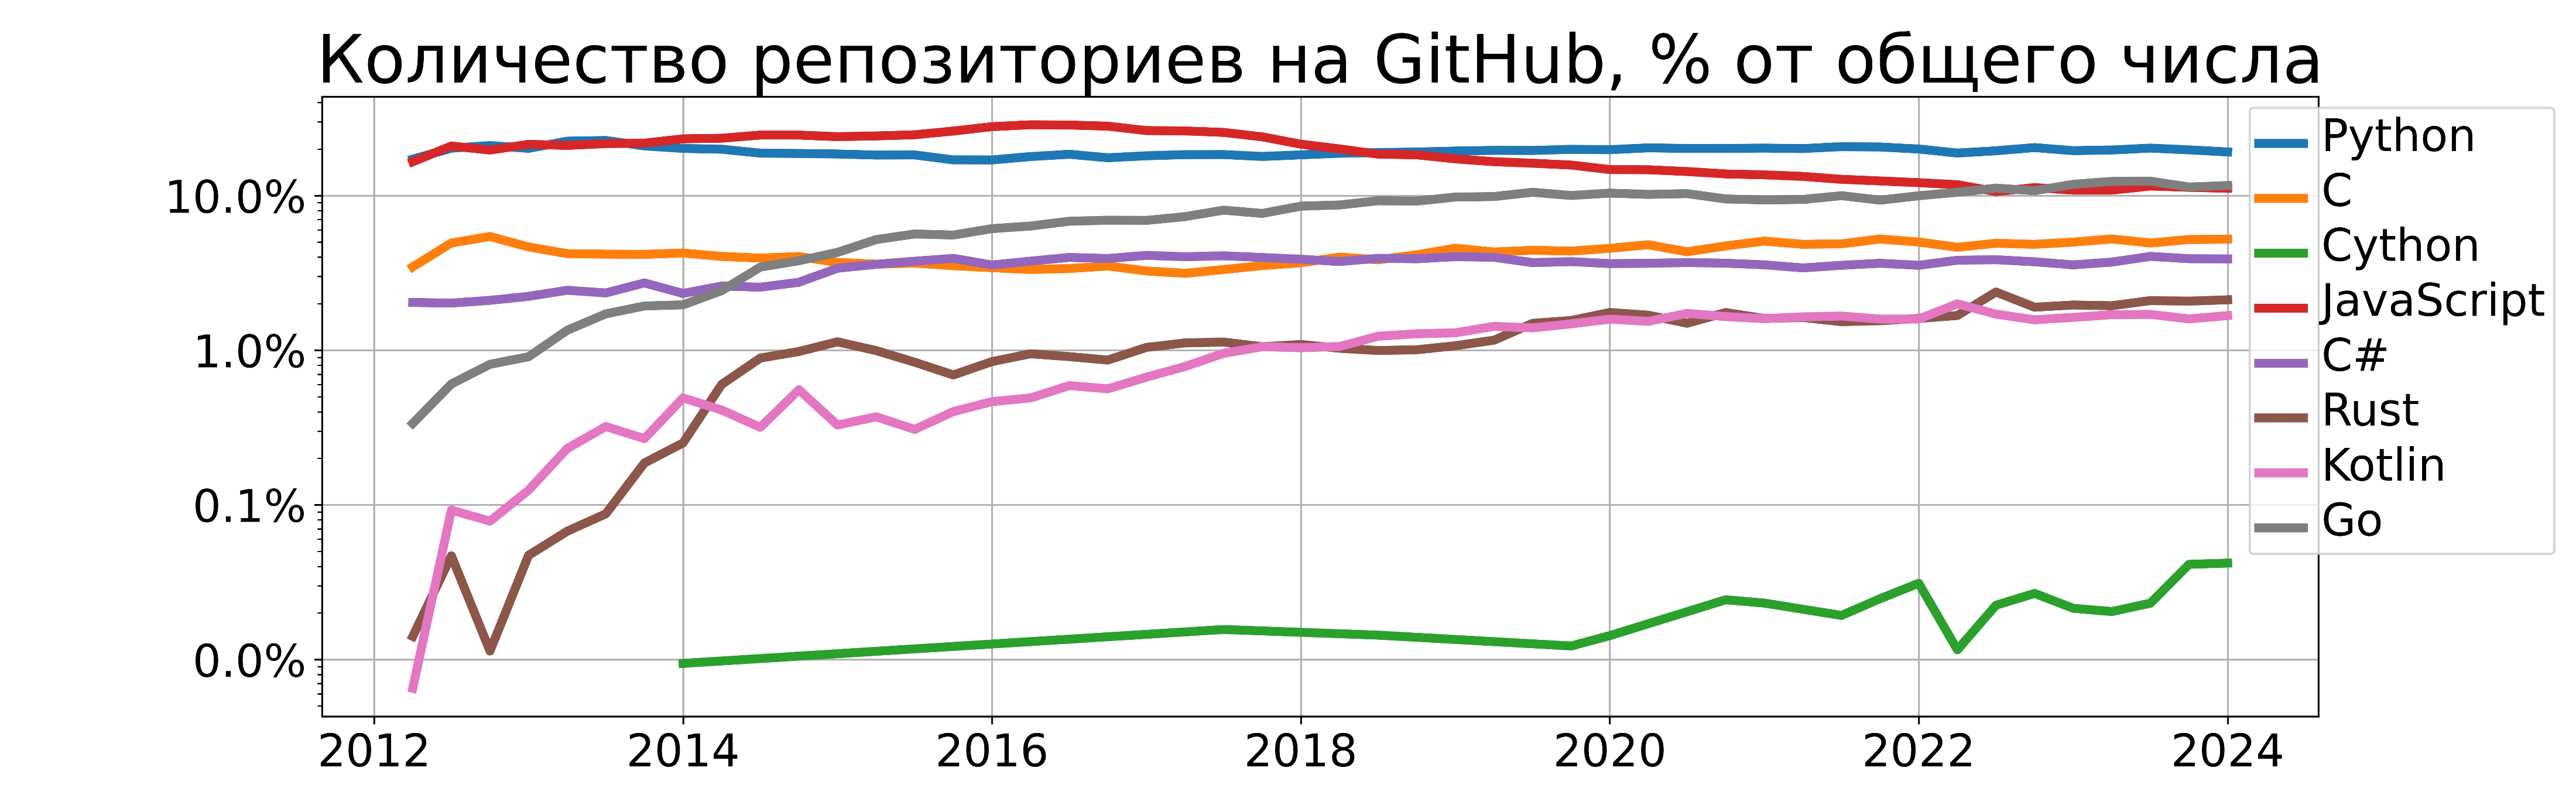 Количество репозиториев на GitHub, % от общего числа
10.0%
1.0%
0.1%
0.0%
2012 2014 2016 2018 2020 2022 2024
Python
C
Cython
JavaScript
C#
Rust
Kotlin
Go